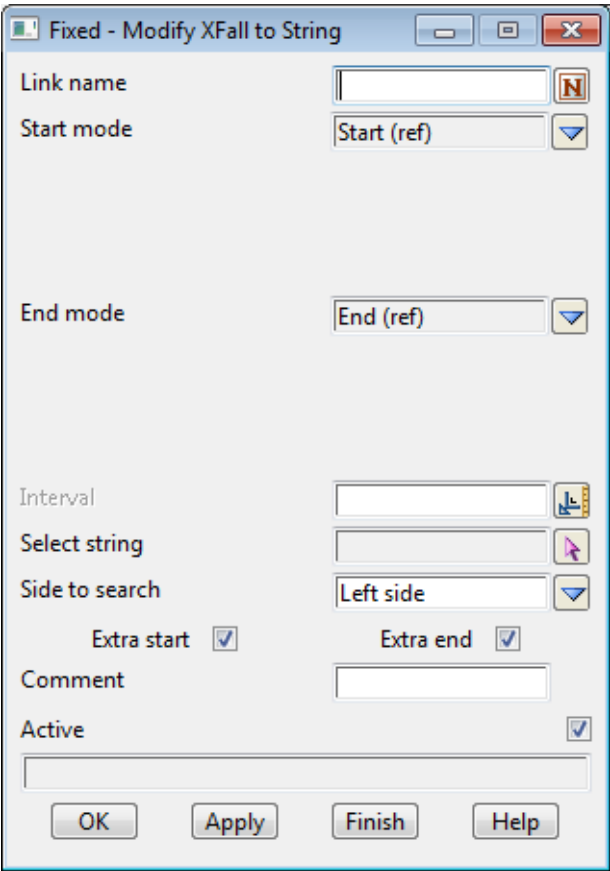 Fixed - Modify XFall to String
Link name
N
Start mode Start (ref)
End mode End (ref)
Interval
Select string
Side to search Left side
Extra start Extra end
Comment
Active
OK Apply Finish Help